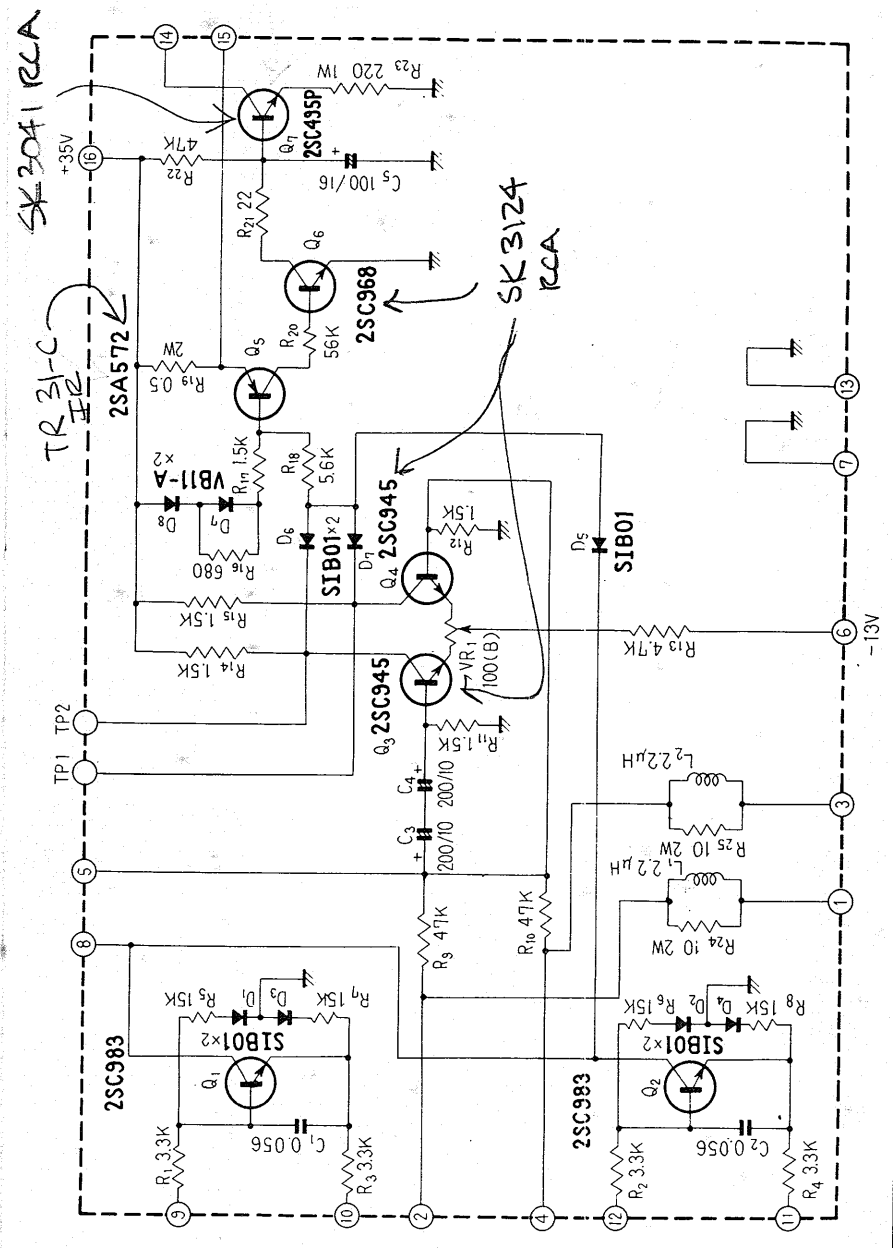 SK 3041 RCA
TR 31-C
IR
SK 3124
RCA
14
15
+35V
16
R22
47K
Q7
2SC495P
R23 220 1W
+
C5 100/16
R21 22
Q6
2SC968
R20
56K
2SA572
2W
R19 0.5
Q5
VB11-A
×2
D8
D7
R17 1.5K
R18
5.6K
R16 680
D6
SIB01×2
D7
2SC945
R12
1.5K
Q4
D5
SIB01
R15 1.5K
R14 1.5K
VR1
100(B)
R13 4.7K
6
-13V
7
13
TP2
TP1
Q3 2SC945
R11 1.5K
C4 +
200/10
C3
+ 200/10
5
8
R9 47K
R10 47K
L2 2.2μH
R25 10 2W
3
L1 2.2μH
R24 10 2W
1
2SC983
R5 15K
D1
D3
R7 15K
SIB01×2
Q1
C1 0.056
R1 3.3K
R3 3.3K
9
10
2
4
2SC983
R6 15K
D2
D4
R8 15K
SIB01×2
Q2
C2 0.056
R2 3.3K
R4 3.3K
12
11